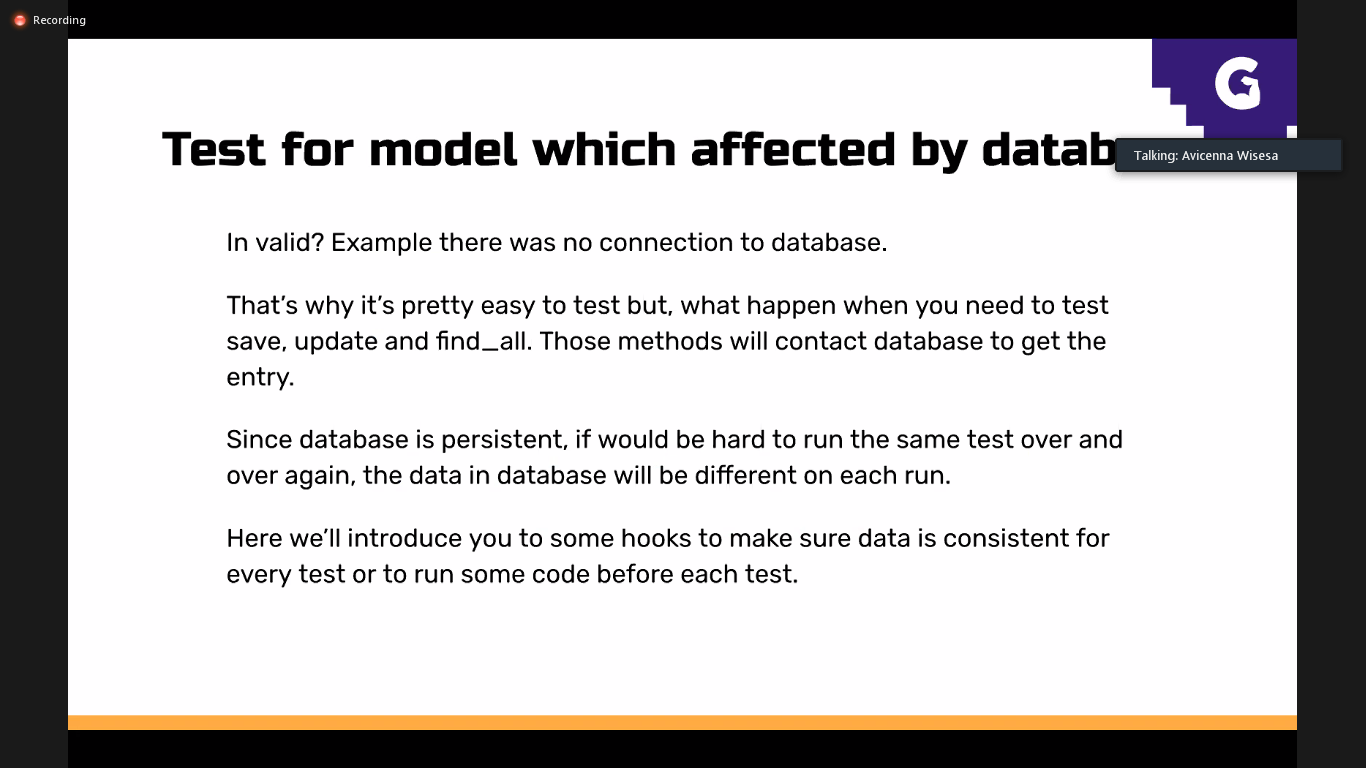 Recording
G
Test for model which affected by datab
Talking: Avicenna Wisesa
In valid? Example there was no connection to database.
That's why it's pretty easy to test but, what happen when you need to test
save, update and find_all. Those methods will contact database to get the
entry.
Since database is persistent, if would be hard to run the same test over and
over again, the data in database will be different on each run.
Here we'll introduce you to some hooks to make sure data is consistent for
every test or to run some code before each test.